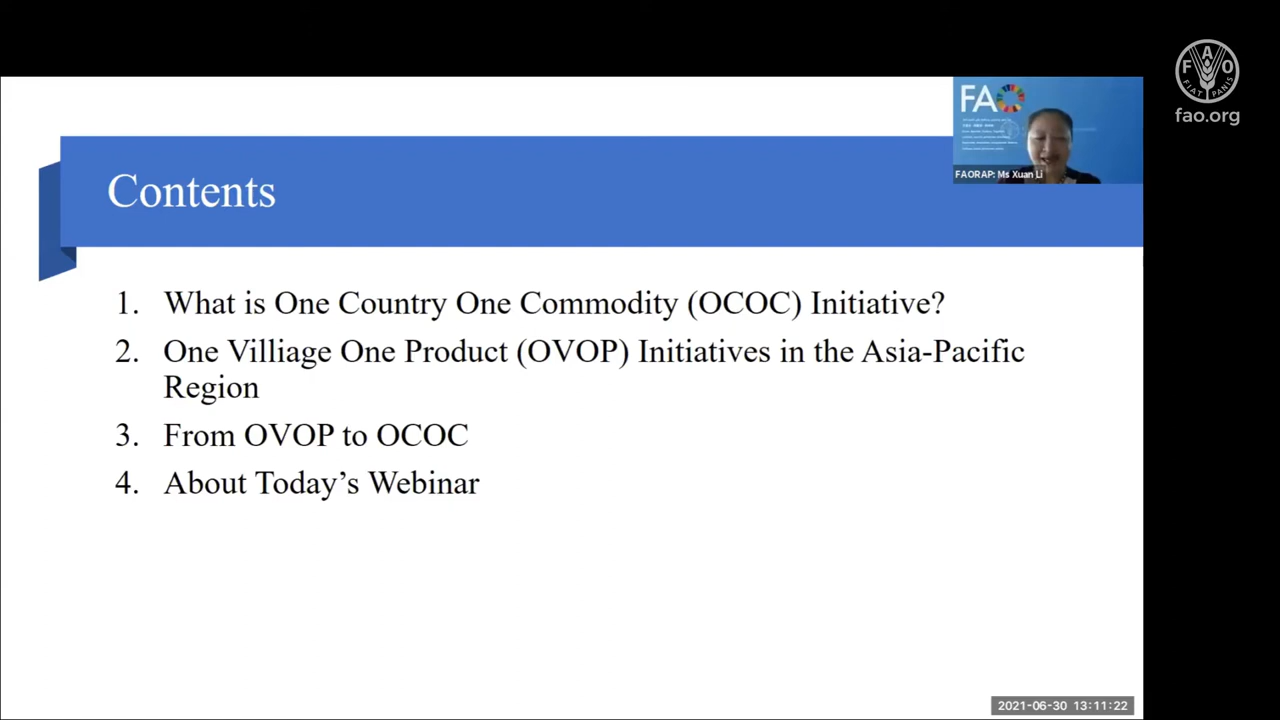 FAO
FIAT PANIS
fao.org
FAO
FAORAP: Ms Xuan Li
Contents
1. What is One Country One Commodity (OCOC) Initiative?
2. One Villiage One Product (OVOP) Initiatives in the Asia-Pacific
Region
3. From OVOP to OCOC
4. About Today’s Webinar
2021-06-30 13:11:22